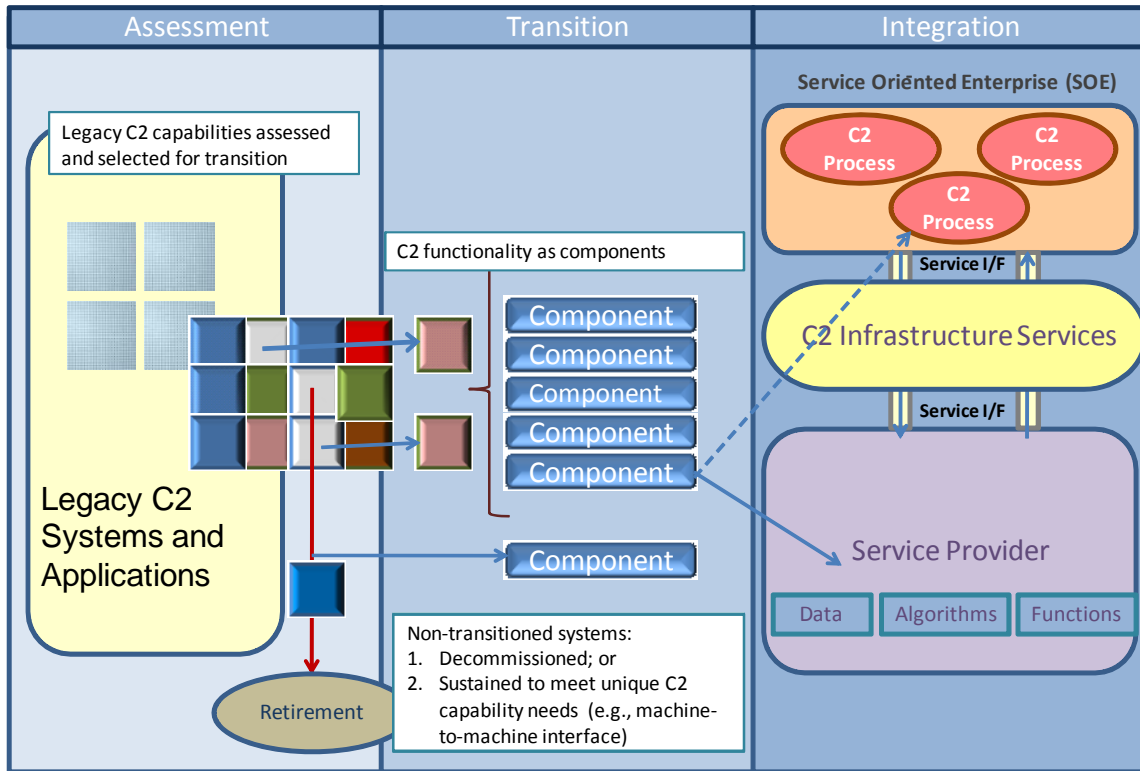 Assessment
Transition
Integration
Legacy C2 capabilities assessed
and selected for transition
Legacy C2
Systems and
Applications
Retirement
C2 functionality as components
Component
Component
Component
Component
Component
Component
Non-transitioned systems:
1. Decommissioned; or
2. Sustained to meet unique C2
capability needs (e.g., machine-
to-machine interface)
Service Oriented Enterprise (SOE)
C2
Process
C2
Process
C2
Process
Service I/F
C2 Infrastructure Services
Service I/F
Service Provider
Data
Algorithms
Functions